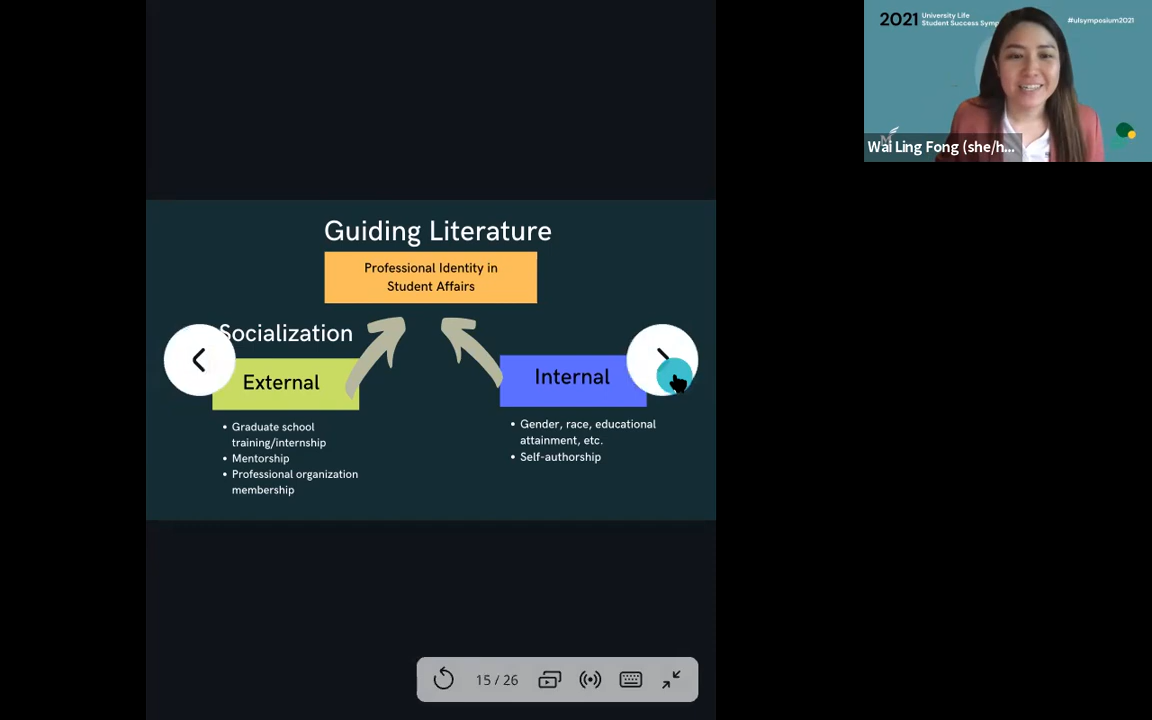 2021 University Life
Student Success Symp
#ulsymposium2021
Wai Ling Fong (she/h...
Guiding Literature
Professional Identity in
Student Affairs
Socialization
External
Internal
• Graduate school
training/internship
• Mentorship
• Professional organization
membership
• Gender, race, educational
attainment, etc.
• Self-authorship
15 / 26